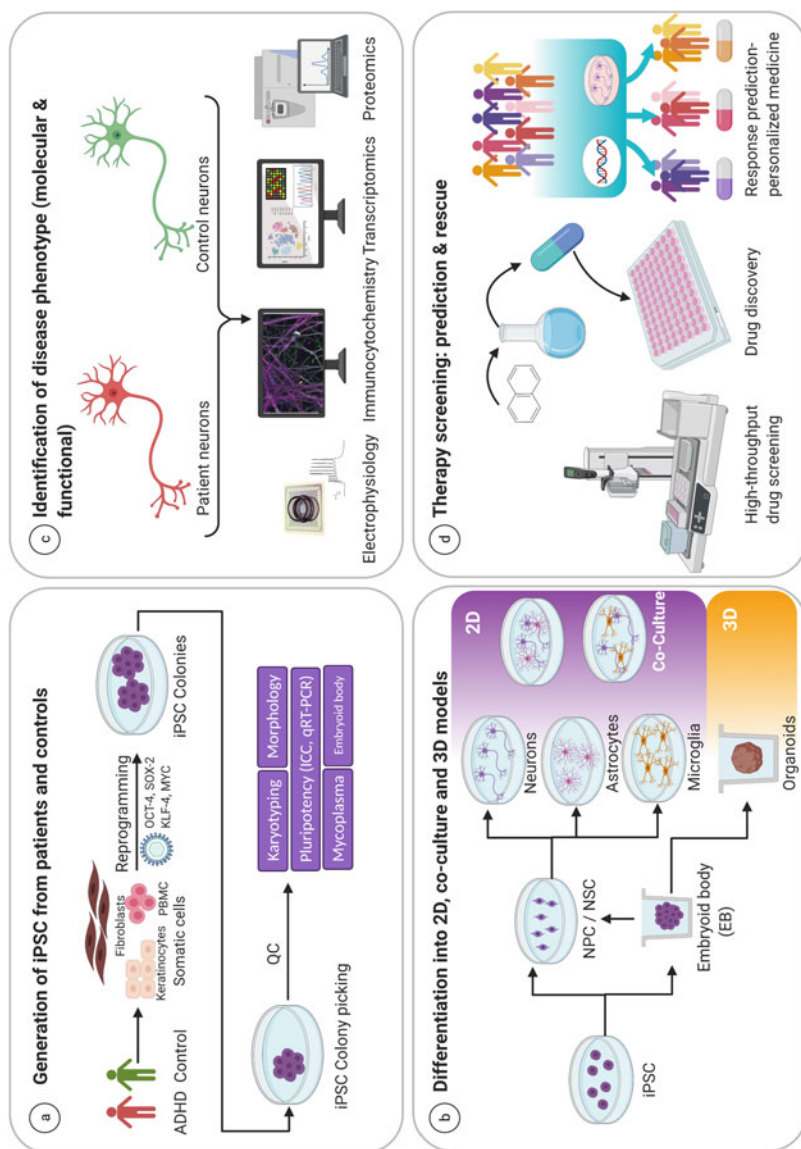 a
Generation of iPSC from patients and controls
ADHD Control
Fibroblasts
Keratinocytes PBMC
Somatic cells
Reprogramming
OCT-4, SOX-2
KLF-4, MYC
iPSC Colonies
iPSC Colony picking
QC
Karyotyping
Morphology
Pluripotency (ICC, qRT-PCR)
Mycoplasma
Embryoid body
b
Differentiation into 2D, co-culture and 3D models
iPSC
NPC / NSC
Embryoid body
(EB)
Neurons
Astrocytes
Microglia
2D
Co-Culture
Organoids
3D
c
Identification of disease phenotype (molecular &
functional)
Patient neurons
Control neurons
Electrophysiology
Immunocytochemistry
Transcriptomics
Proteomics
d
Therapy screening: prediction & rescue
High-throughput
drug screening
Drug discovery
Response prediction-
personalized medicine